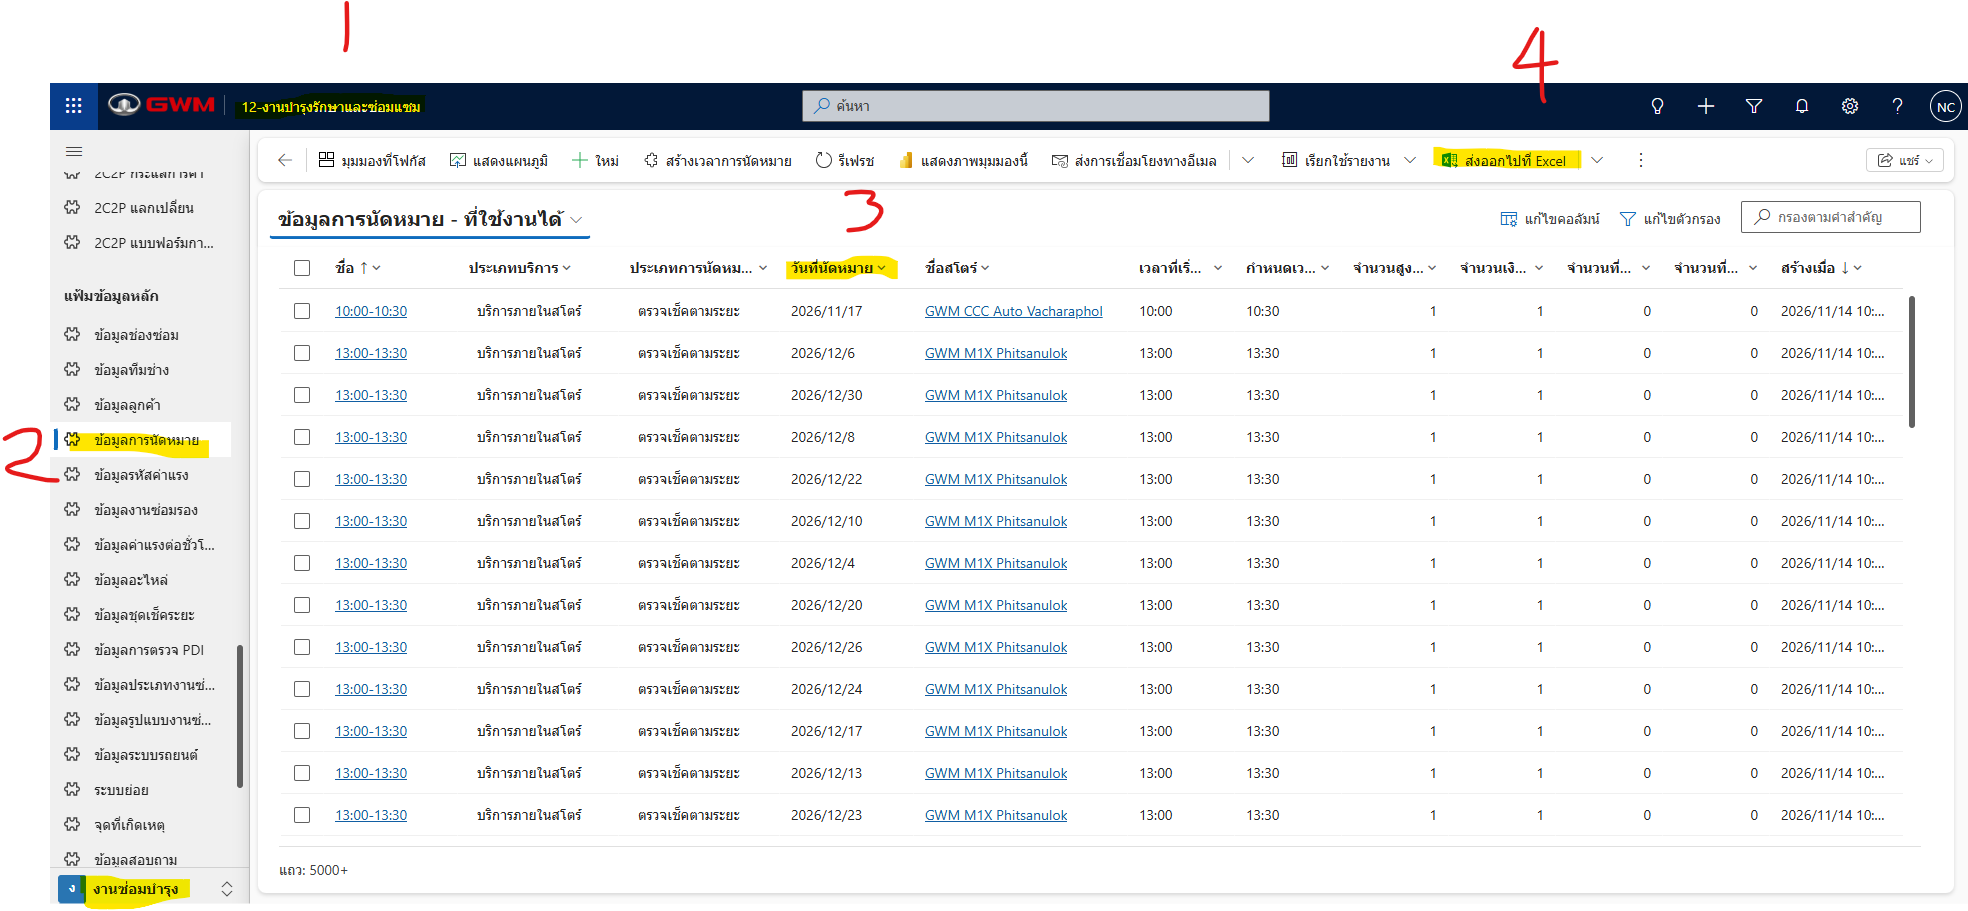 1
4
GWM 12-งานบำรุงรักษาและซ่อมแซม ค้นหา NC
มุมมองที่โฟกัส แสดงแผนภูมิ ใหม่ สร้างเวลาการนัดหมาย รีเฟรช แสดงภาพมุมมองนี้ ส่งการเชื่อมโยงทางอีเมล เรียกใช้รายงาน ส่งออกไปที่ Excel แชร์
3
2C2P กระแสการค้า
2C2P แลกเปลี่ยน
2C2P แบบฟอร์มกา...
แฟ้มข้อมูลหลัก
ข้อมูลช่องซ่อม
ข้อมูลทีมช่าง
ข้อมูลลูกค้า
2
ข้อมูลการนัดหมาย
ข้อมูลรหัสค่าแรง
ข้อมูลงานซ่อมรอง
ข้อมูลค่าแรงต่อชั่วโ...
ข้อมูลอะไหล่
ข้อมูลชุดเช็คระยะ
ข้อมูลการตรวจ PDI
ข้อมูลประเภทงานซ่...
ข้อมูลรูปแบบงานซ่...
ข้อมูลระบบรถยนต์
ระบบย่อย
จุดที่เกิดเหตุ
ข้อมูลสอบถาม
ง งานซ่อมบำรุง
ข้อมูลการนัดหมาย - ที่ใช้งานได้ แก้ไขคอลัมน์ แก้ไขตัวกรอง กรองตามคำสำคัญ
ชื่อ ↑ ประเภทบริการ ประเภทการนัดหม... วันที่นัดหมาย ชื่อสโตร์ เวลาที่เริ่... กำหนดเว... จำนวนสูง... จำนวนเงิ... จำนวนที่... จำนวนที่... สร้างเมื่อ ↓
10:00-10:30 บริการภายในสโตร์ ตรวจเช็คตามระยะ 2026/11/17 GWM CCC Auto Vacharaphol 10:00 10:30 1 1 0 0 2026/11/14 10:...
13:00-13:30 บริการภายในสโตร์ ตรวจเช็คตามระยะ 2026/12/6 GWM M1X Phitsanulok 13:00 13:30 1 1 0 0 2026/11/14 10:...
13:00-13:30 บริการภายในสโตร์ ตรวจเช็คตามระยะ 2026/12/30 GWM M1X Phitsanulok 13:00 13:30 1 1 0 0 2026/11/14 10:...
13:00-13:30 บริการภายในสโตร์ ตรวจเช็คตามระยะ 2026/12/8 GWM M1X Phitsanulok 13:00 13:30 1 1 0 0 2026/11/14 10:...
13:00-13:30 บริการภายในสโตร์ ตรวจเช็คตามระยะ 2026/12/22 GWM M1X Phitsanulok 13:00 13:30 1 1 0 0 2026/11/14 10:...
13:00-13:30 บริการภายในสโตร์ ตรวจเช็คตามระยะ 2026/12/10 GWM M1X Phitsanulok 13:00 13:30 1 1 0 0 2026/11/14 10:...
13:00-13:30 บริการภายในสโตร์ ตรวจเช็คตามระยะ 2026/12/4 GWM M1X Phitsanulok 13:00 13:30 1 1 0 0 2026/11/14 10:...
13:00-13:30 บริการภายในสโตร์ ตรวจเช็คตามระยะ 2026/12/20 GWM M1X Phitsanulok 13:00 13:30 1 1 0 0 2026/11/14 10:...
13:00-13:30 บริการภายในสโตร์ ตรวจเช็คตามระยะ 2026/12/26 GWM M1X Phitsanulok 13:00 13:30 1 1 0 0 2026/11/14 10:...
13:00-13:30 บริการภายในสโตร์ ตรวจเช็คตามระยะ 2026/12/24 GWM M1X Phitsanulok 13:00 13:30 1 1 0 0 2026/11/14 10:...
13:00-13:30 บริการภายในสโตร์ ตรวจเช็คตามระยะ 2026/12/17 GWM M1X Phitsanulok 13:00 13:30 1 1 0 0 2026/11/14 10:...
13:00-13:30 บริการภายในสโตร์ ตรวจเช็คตามระยะ 2026/12/13 GWM M1X Phitsanulok 13:00 13:30 1 1 0 0 2026/11/14 10:...
13:00-13:30 บริการภายในสโตร์ ตรวจเช็คตามระยะ 2026/12/23 GWM M1X Phitsanulok 13:00 13:30 1 1 0 0 2026/11/14 10:...
แถว: 5000+